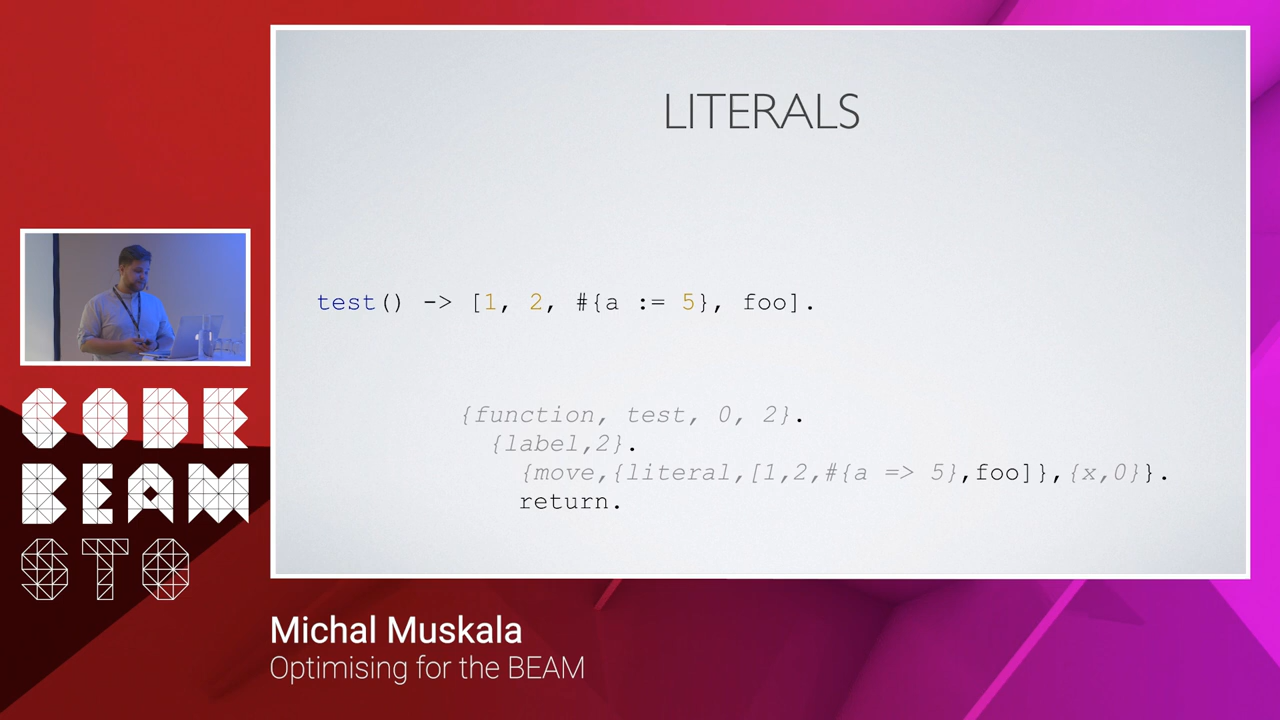 LITERALS
test() -> [1, 2, #{a := 5}, foo].
{function, test, 0, 2}.
{label,2}.
{move,{literal,[1,2,#{a => 5},foo]},{x,0}}.
return.
CODE
BEAM
STO
Michal Muskala
Optimising for the BEAM